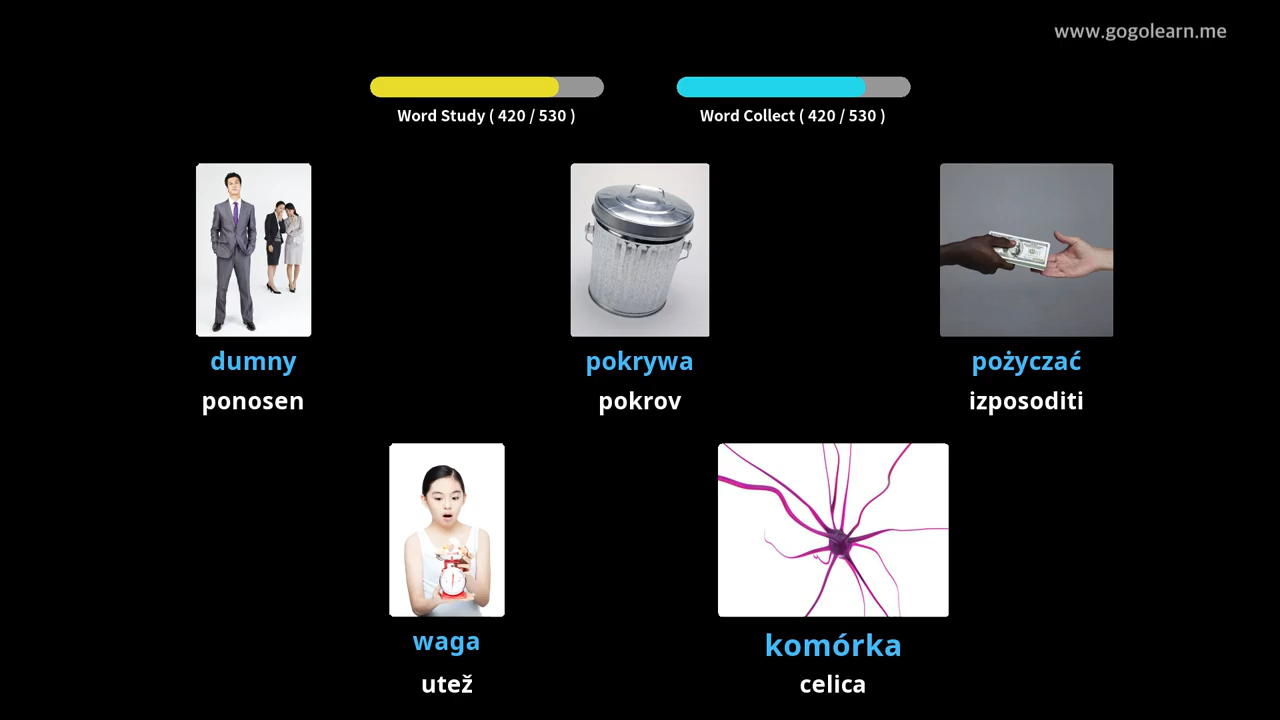 www.gogolearn.me
Word Study ( 420 / 530 )
Word Collect ( 420 / 530 )
dumny
pokrywa
pożyczać
ponosen
pokrov
izposoditi
waga
komórka
utež
celica